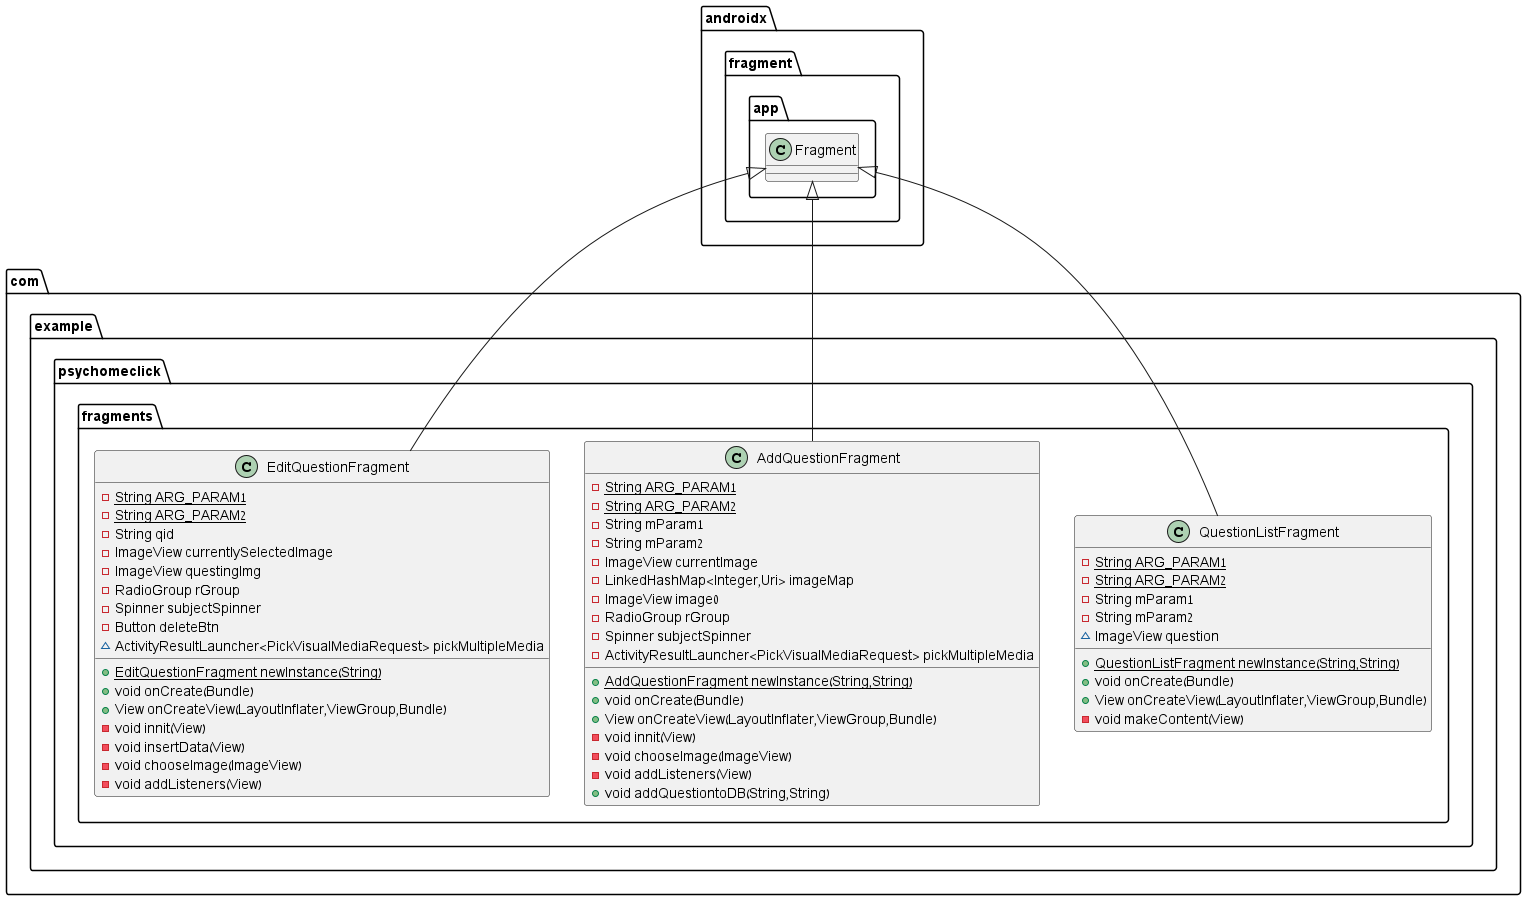 androidx
fragment
app
C Fragment
com
example
psychomeclick
fragments
C EditQuestionFragment
String ARG_PARAM1
String ARG_PARAM2
String qid
ImageView currentlySelectedImage
ImageView questingImg
RadioGroup rGroup
Spinner subjectSpinner
Button deleteBtn
ActivityResultLauncher<PickVisualMediaRequest> pickMultipleMedia
EditQuestionFragment newInstance(String)
void onCreate(Bundle)
View onCreateView(LayoutInflater,ViewGroup,Bundle)
void innit(View)
void insertData(View)
void chooseImage(ImageView)
void addListeners(View)
C AddQuestionFragment
String ARG_PARAM1
String ARG_PARAM2
String mParam1
String mParam2
ImageView currentImage
LinkedHashMap<Integer,Uri> imageMap
ImageView image0
RadioGroup rGroup
Spinner subjectSpinner
ActivityResultLauncher<PickVisualMediaRequest> pickMultipleMedia
AddQuestionFragment newInstance(String,String)
void onCreate(Bundle)
View onCreateView(LayoutInflater,ViewGroup,Bundle)
void innit(View)
void chooseImage(ImageView)
void addListeners(View)
void addQuestiontoDB(String,String)
C QuestionListFragment
String ARG_PARAM1
String ARG_PARAM2
String mParam1
String mParam2
ImageView question
QuestionListFragment newInstance(String,String)
void onCreate(Bundle)
View onCreateView(LayoutInflater,ViewGroup,Bundle)
void makeContent(View)